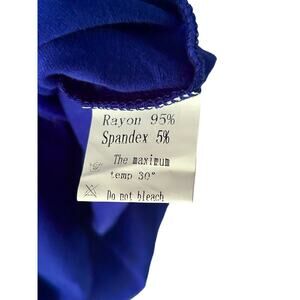 Rayon 95%
Spandex 5%
The maximum
temp 30°
Do not bleach